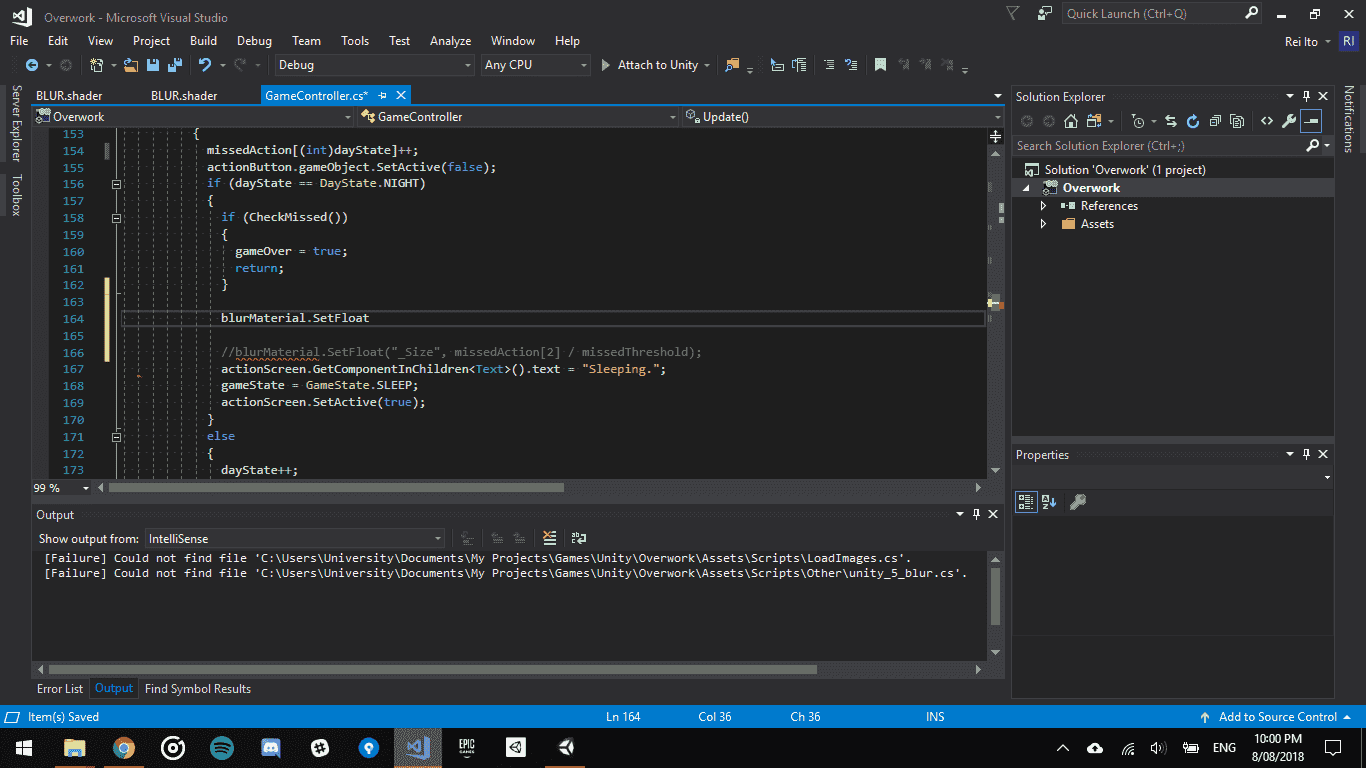 Overwork - Microsoft Visual Studio
Quick Launch (Ctrl+Q)
File Edit View Project Build Debug Team Tools Test Analyze Window Help
Rei Ito RI
Debug Any CPU Attach to Unity
Server Explorer
Toolbox
BLUR.shader BLUR.shader GameController.cs*
Overwork GameController Update()
153 {
154 missedAction[(int)dayState]++;
155 actionButton.gameObject.SetActive(false);
156 if (dayState == DayState.NIGHT)
157 {
158 if (CheckMissed())
159 {
160 gameOver = true;
161 return;
162 }
163
164 blurMaterial.SetFloat
165
166 //blurMaterial.SetFloat("_Size", missedAction[2] / missedThreshold);
167 actionScreen.GetComponentInChildren<Text>().text = "Sleeping.";
168 gameState = GameState.SLEEP;
169 actionScreen.SetActive(true);
170 }
171 else
172 {
173 dayState++;
99 %
Output
Show output from: IntelliSense
[Failure] Could not find file 'C:\Users\University\Documents\My Projects\Games\Unity\Overwork\Assets\Scripts\LoadImages.cs'.
[Failure] Could not find file 'C:\Users\University\Documents\My Projects\Games\Unity\Overwork\Assets\Scripts\Other\unity_5_blur.cs'.
Error List Output Find Symbol Results
Solution Explorer
Search Solution Explorer (Ctrl+;)
Solution 'Overwork' (1 project)
Overwork
References
Assets
Properties
Notifications
Item(s) Saved Ln 164 Col 36 Ch 36 INS Add to Source Control
EPIC GAMES
ENG
10:00 PM
8/08/2018